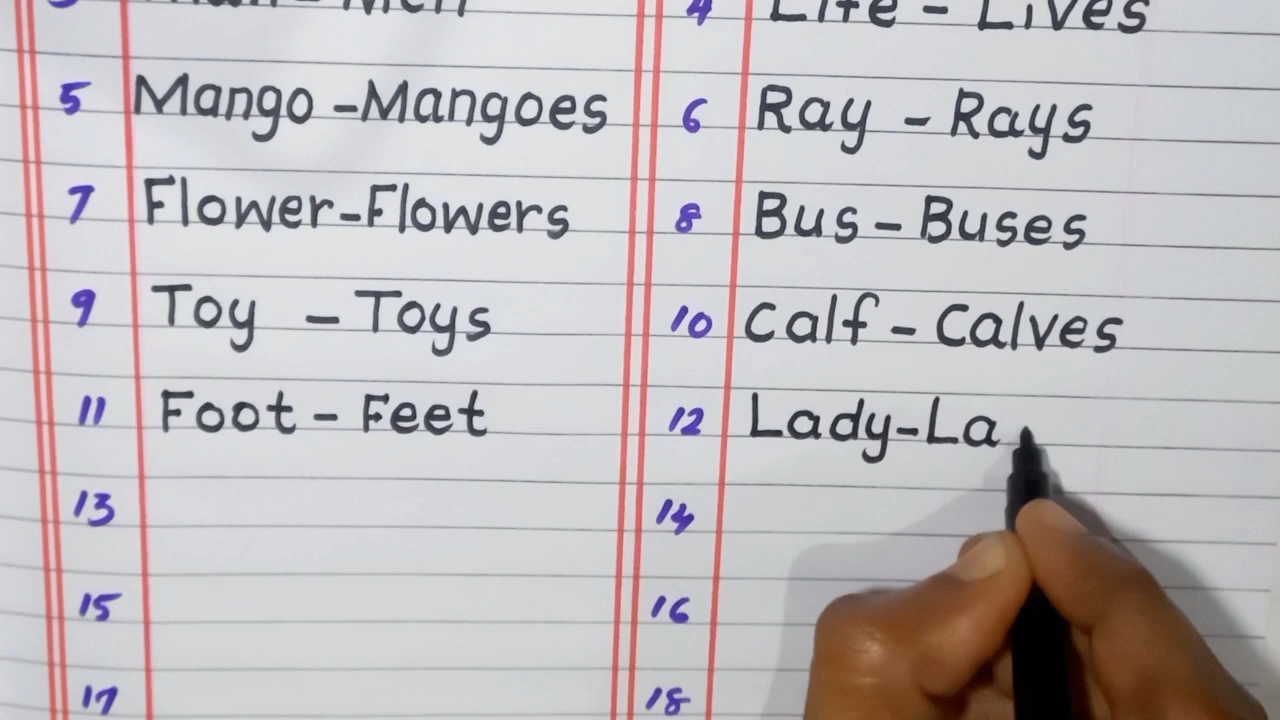 Men 4 Life - Lives
5 Mango - Mangoes 6 Ray - Rays
7 Flower - Flowers 8 Bus - Buses
9 Toy - Toys 10 Calf - Calves
11 Foot - Feet 12 Lady - La
13 14
15 16
17 18